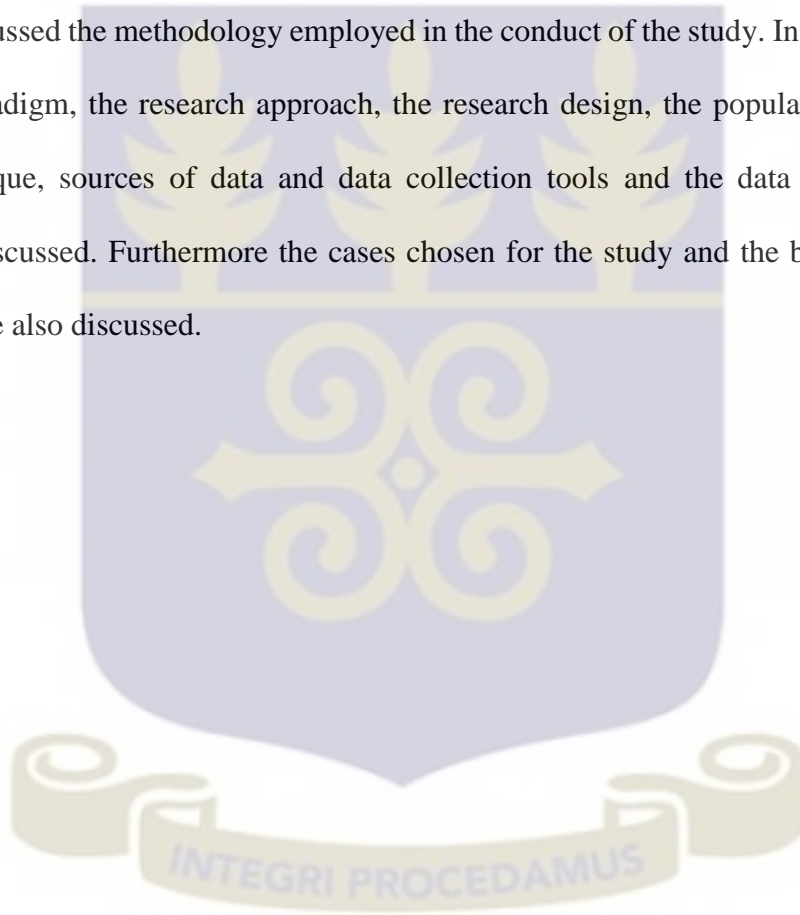 ussed the methodology employed in the conduct of the study. In
adigm, the research approach, the research design, the popula
que, sources of data and data collection tools and the data
scussed. Furthermore the cases chosen for the study and the b
e also discussed.
INTEGRI PROCEDAMUS